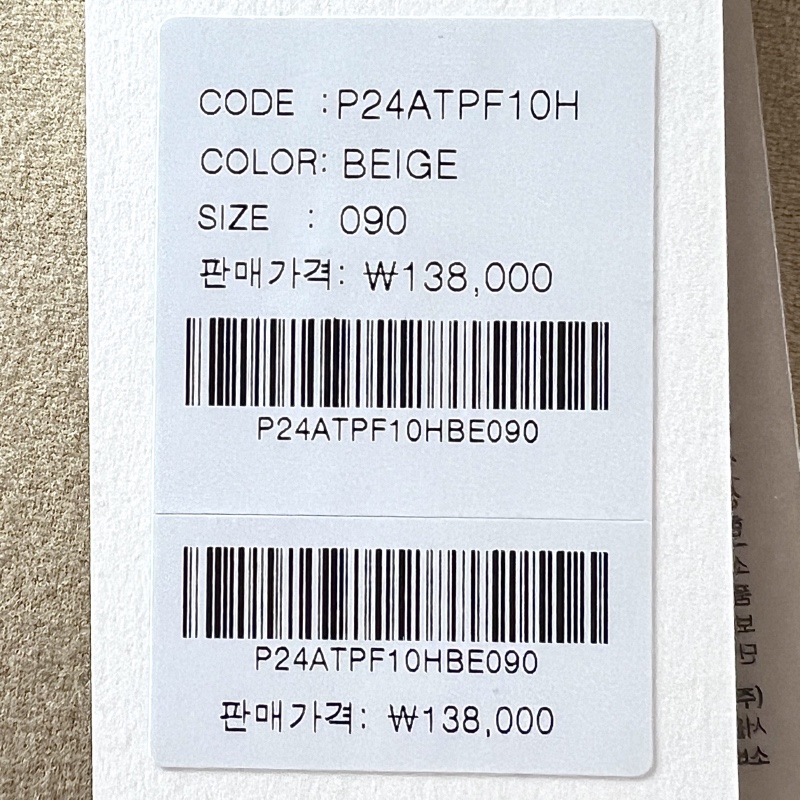 CODE : P24ATPF10H
COLOR: BEIGE
SIZE : 090
판매가격: ₩138,000
P24ATPF10HBE090
P24ATPF10HBE090
판매가격: ₩138,000